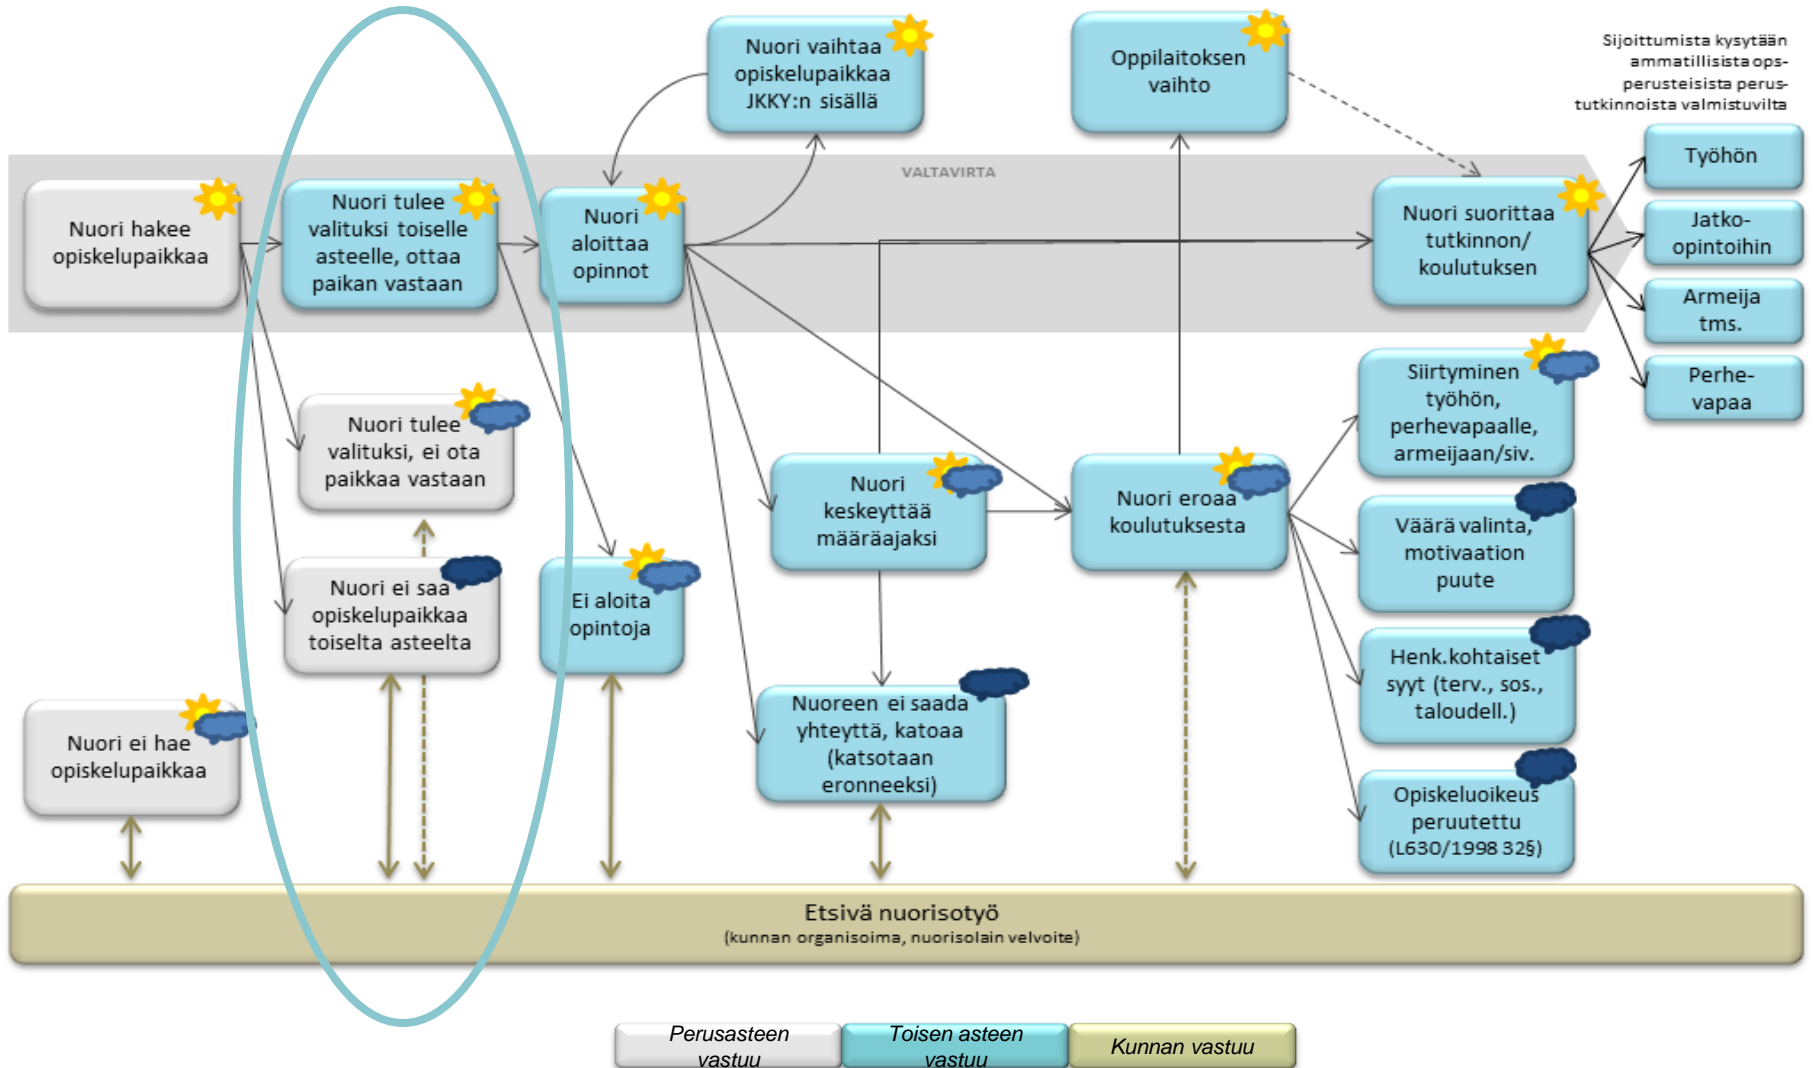 Nuori vaihtaa
opiskelupaikkaa
JKKY:n sisällä
Oppilaitoksen
vaihto
Sijoittumista kysytään
ammatillisista ops-
perusteisista perus-
tutkinnoista valmistuvilta
VALTAVIRTA
Nuori hakee
opiskelupaikkaa
Nuori tulee
valituksi toiselle
asteelle, ottaa
paikan vastaan
Nuori
aloittaa
opinnot
Nuori suorittaa
tutkinnon/
koulutuksen
Työhön
Jatko-
opintoihin
Armeija
tms.
Perhe-
vapaa
Nuori tulee
valituksi, ei ota
paikkaa vastaan
Nuori ei saa
opiskelupaikkaa
toiselta asteelta
Ei aloita
opintoja
Nuori
keskeyttää
määräajaksi
Nuori eroaa
koulutuksesta
Siirtyminen
työhön,
perhevapaalle,
armeijaan/siv.
Väärä valinta,
motivaation
puute
Henk.kohtaiset
syyt (terv., sos.,
taloudell.)
Opiskeluoikeus
peruutettu
(L630/1998 32§)
Nuoreen ei saada
yhteyttä, katoaa
(katsotaan
eronneeksi)
Nuori ei hae
opiskelupaikkaa
Etsivä nuorisotyö
(kunnan organisoima, nuorisolain velvoite)
Perusasteen
vastuu
Toisen asteen
vastuu
Kunnan vastuu